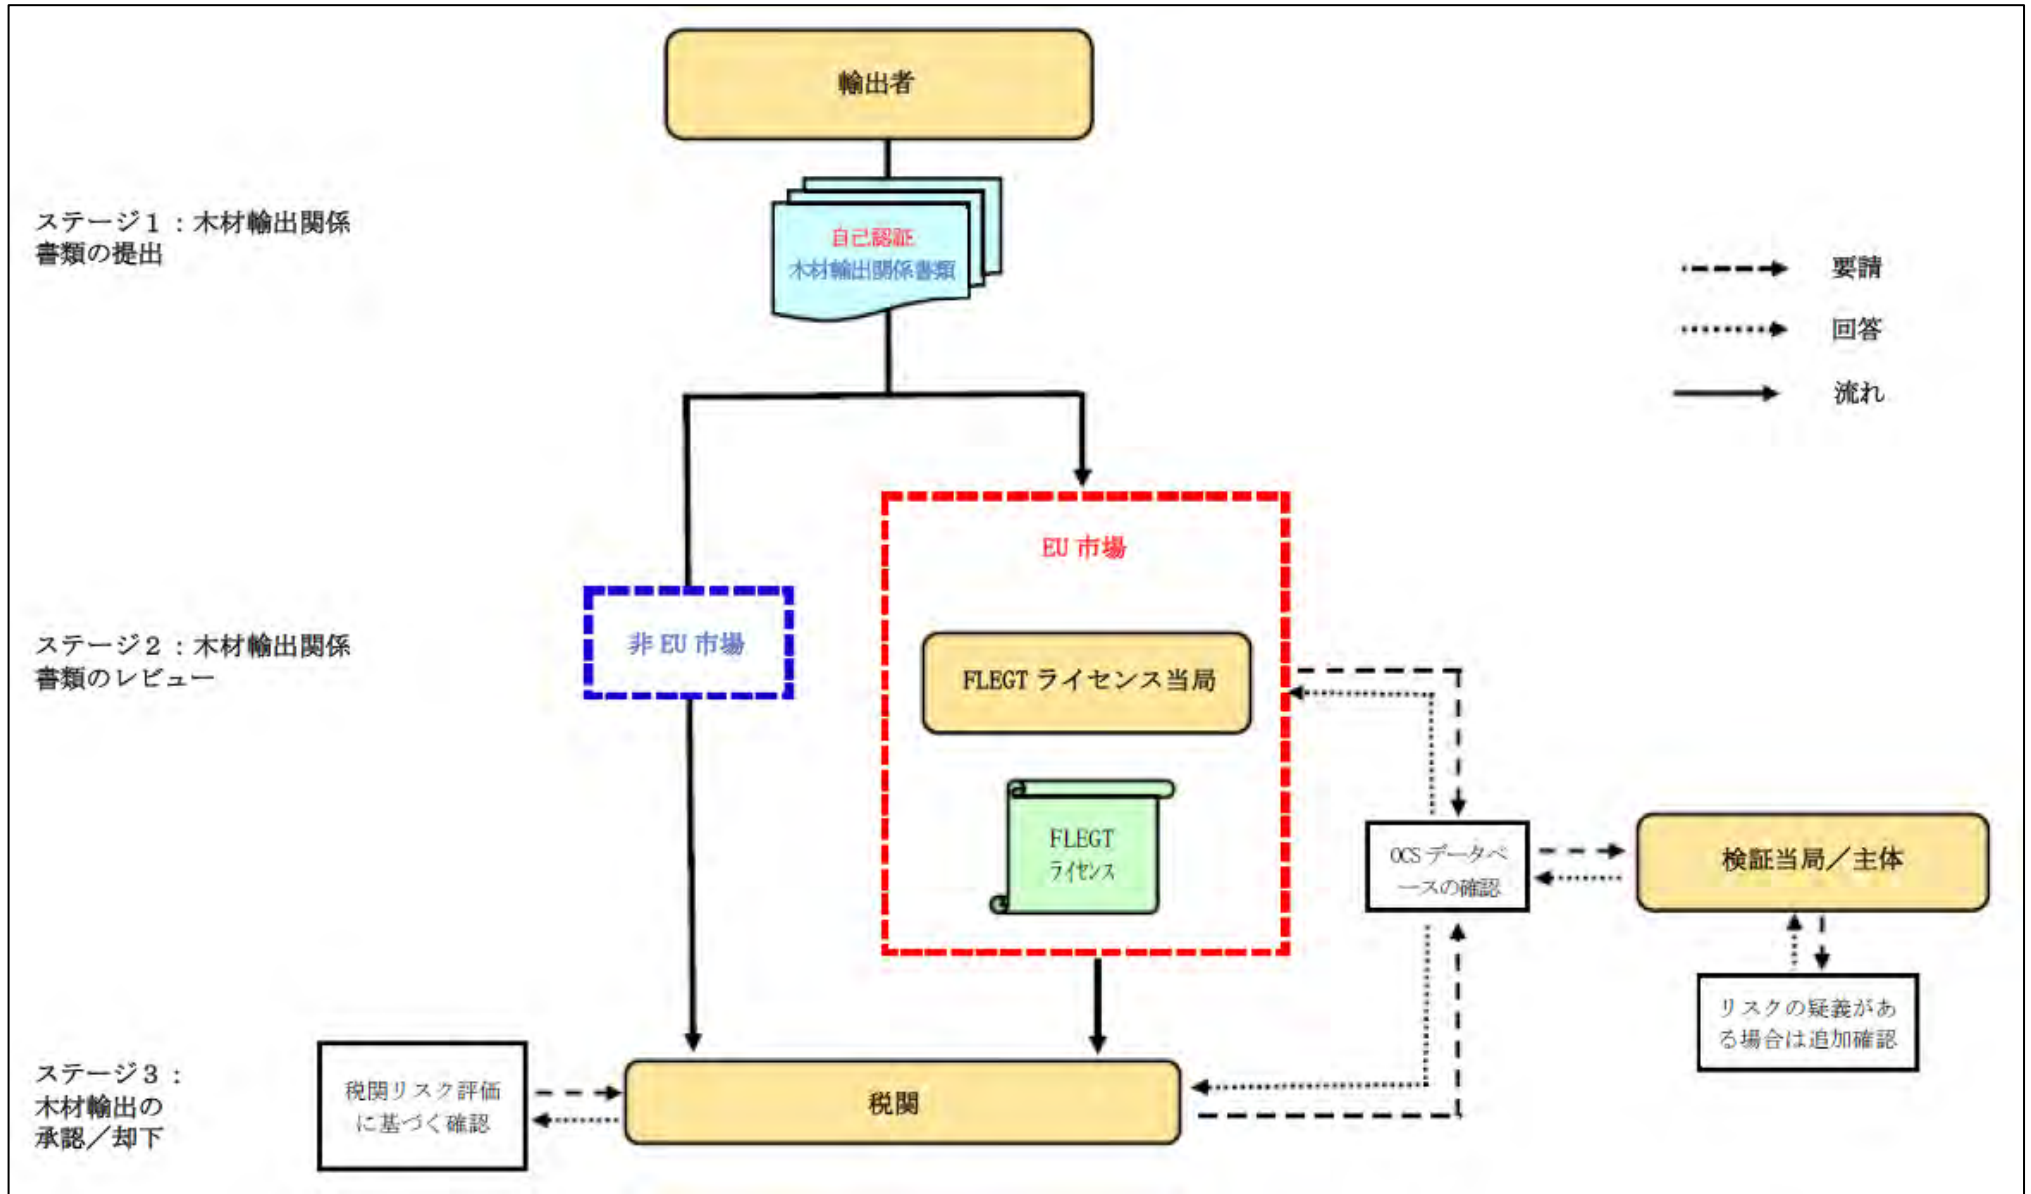 輸出者
ステージ１：木材輸出関係
書類の提出
自己認証
木材輸出関係書類
要請
回答
流れ
EU 市場
ステージ２：木材輸出関係
書類のレビュー
非 EU 市場
FLEGT ライセンス当局
FLEGT
ライセンス
OCS データベ
ースの確認
検証当局／主体
リスクの疑義があ
る場合は追加確認
ステージ３：
木材輸出の
承認／却下
税関リスク評価
に基づく確認
税関